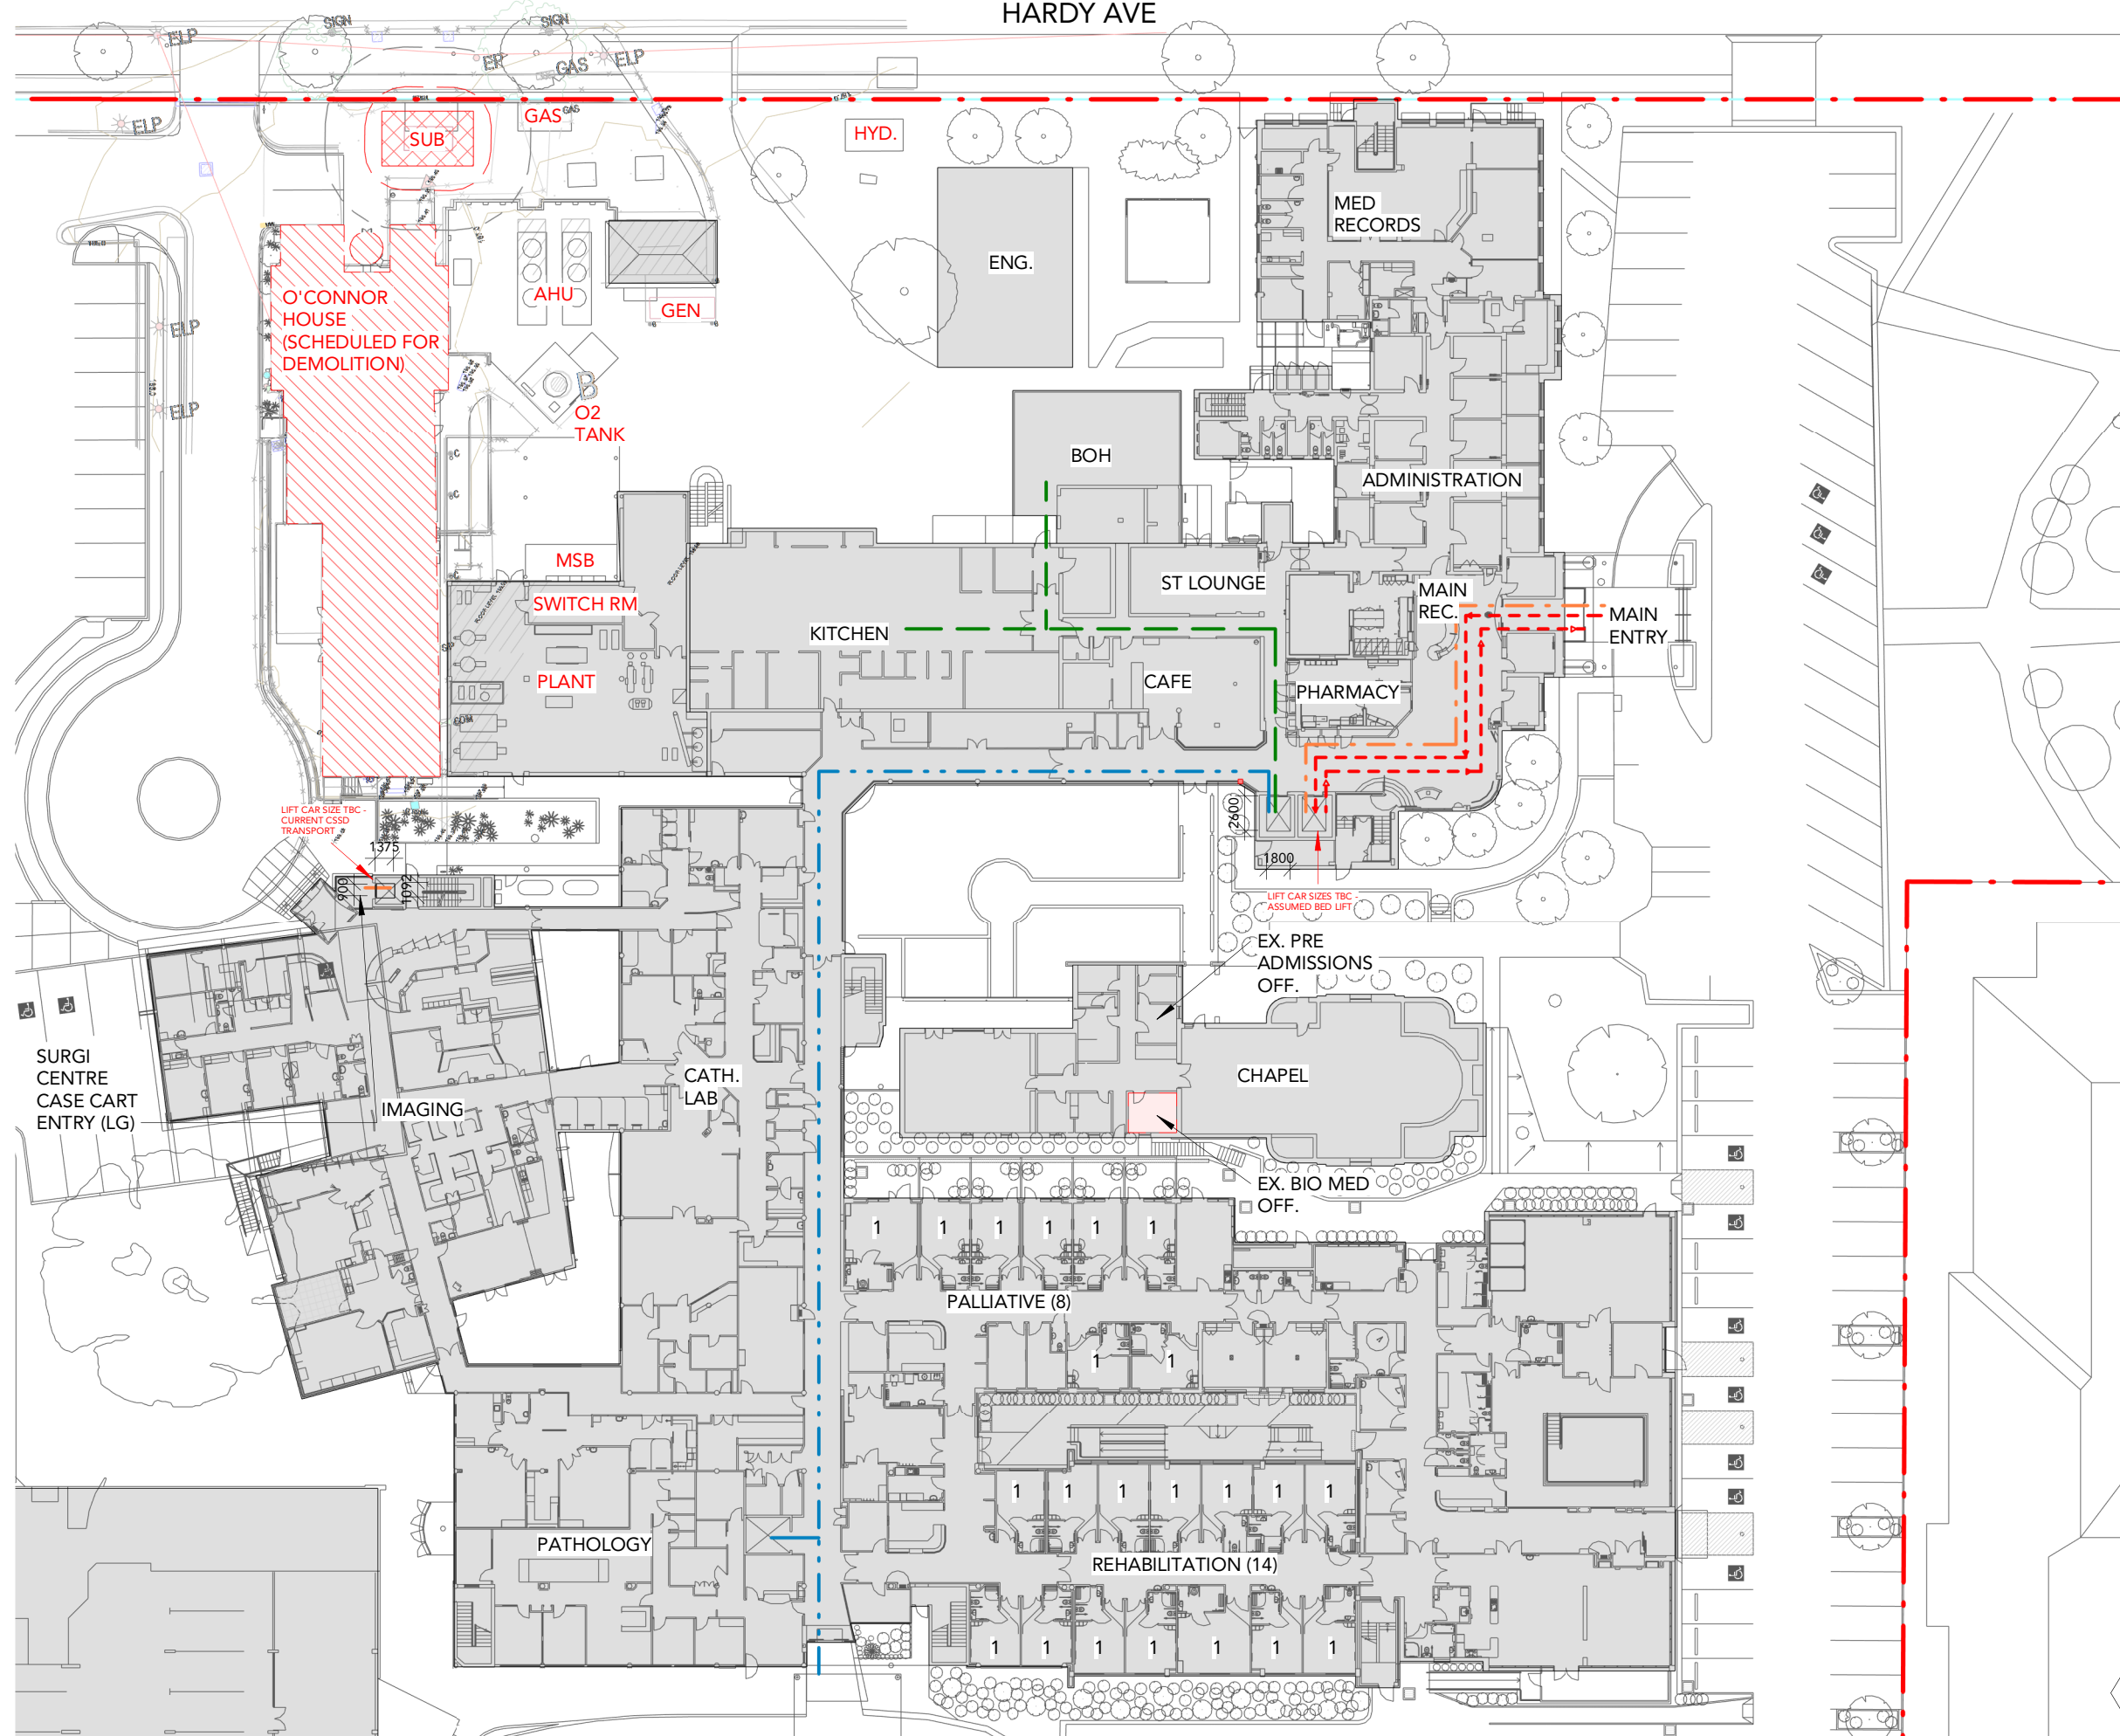 HARDY AVE
SIGN
SIGN
ELP
EP
GAS
ELP
ELP
SUB
GAS
GAS
HYD.
MED
RECORDS
ENG.
O'CONNOR
HOUSE
(SCHEDULED FOR
DEMOLITION)
AHU
GEN
ELP
ELP
O2
TANK
BOH
ADMINISTRATION
MSB
ST LOUNGE
SWITCH RM
MAIN
REC.
MAIN
ENTRY
KITCHEN
PLANT
CAFE
PHARMACY
COM
LIFT CAR SIZE TBC -
CURRENT CSSD
TRANSPORT
1375
900
1092
2600
1800
LIFT CAR SIZES TBC -
ASSUMED BED LIFT
EX. PRE
ADMISSIONS
OFF.
SURGI
CENTRE
CASE CART
ENTRY (LG)
IMAGING
CATH.
LAB
CHAPEL
EX. BIO MED
OFF.
1 1 1 1 1 1
PALLIATIVE (8)
1 1
1 1 1 1 1 1 1
PATHOLOGY
REHABILITATION (14)
1 1 1 1 1 1 1